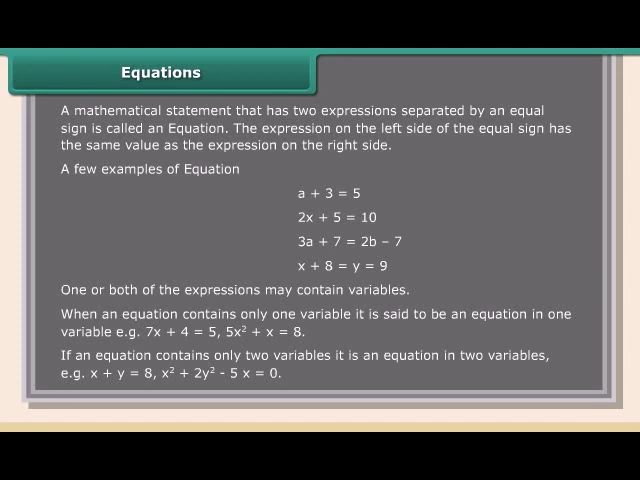 Equations
A mathematical statement that has two expressions separated by an equal
sign is called an Equation. The expression on the left side of the equal sign has
the same value as the expression on the right side.
A few examples of Equation
a + 3 = 5
2x + 5 = 10
3a + 7 = 2b – 7
x + 8 = y = 9
One or both of the expressions may contain variables.
When an equation contains only one variable it is said to be an equation in one
variable e.g. 7x + 4 = 5, 5x² + x = 8.
If an equation contains only two variables it is an equation in two variables,
e.g. x + y = 8, x² + 2y² - 5 x = 0.